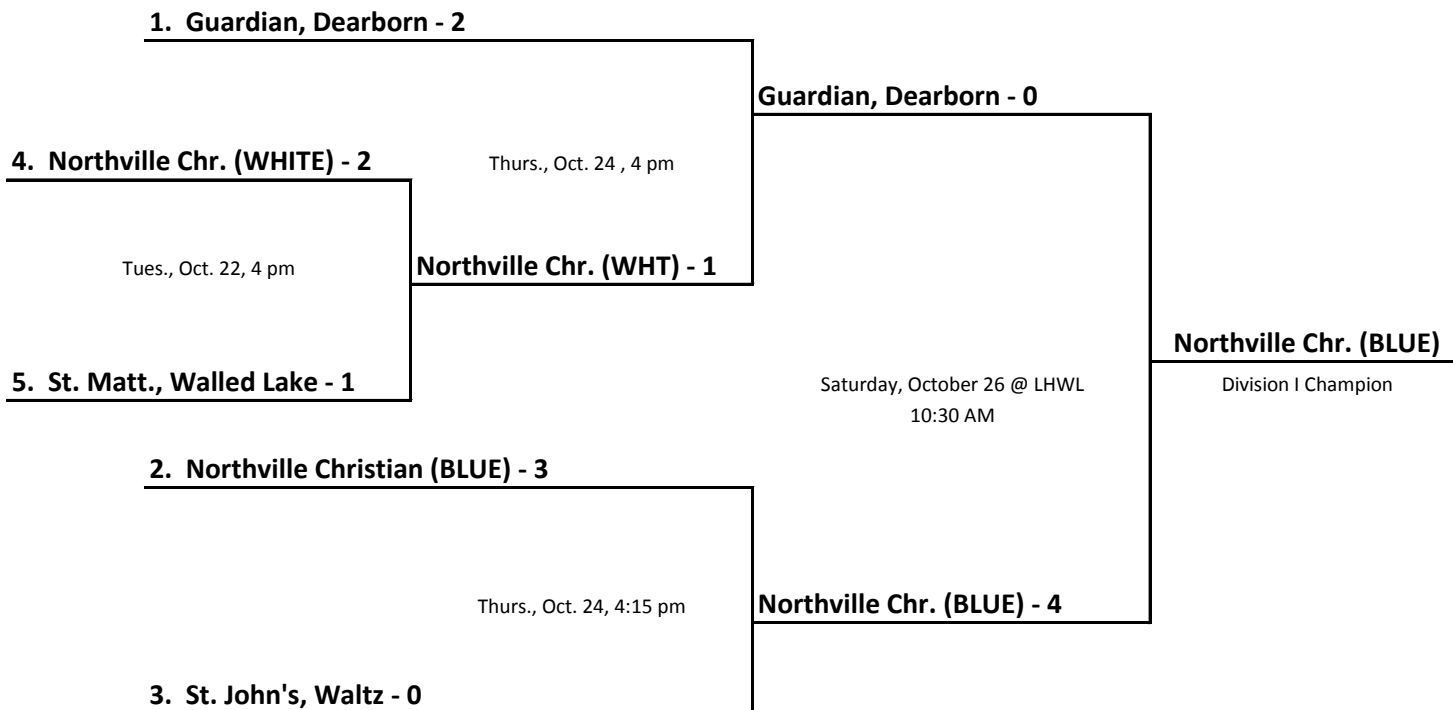 1.  Guardian, Dearborn - 2
Guardian, Dearborn - 0
4.  Northville Chr. (WHITE) - 2
Thurs., Oct. 24 , 4 pm
Tues., Oct. 22, 4 pm
Northville Chr. (WHT) - 1
Northville Chr. (BLUE)
5.  St. Matt., Walled Lake - 1
Saturday, October 26 @ LHWL
10:30 AM
Division I Champion
2.  Northville Christian (BLUE) - 3
Thurs., Oct. 24, 4:15 pm
Northville Chr. (BLUE) - 4
3.  St. John's, Waltz - 0